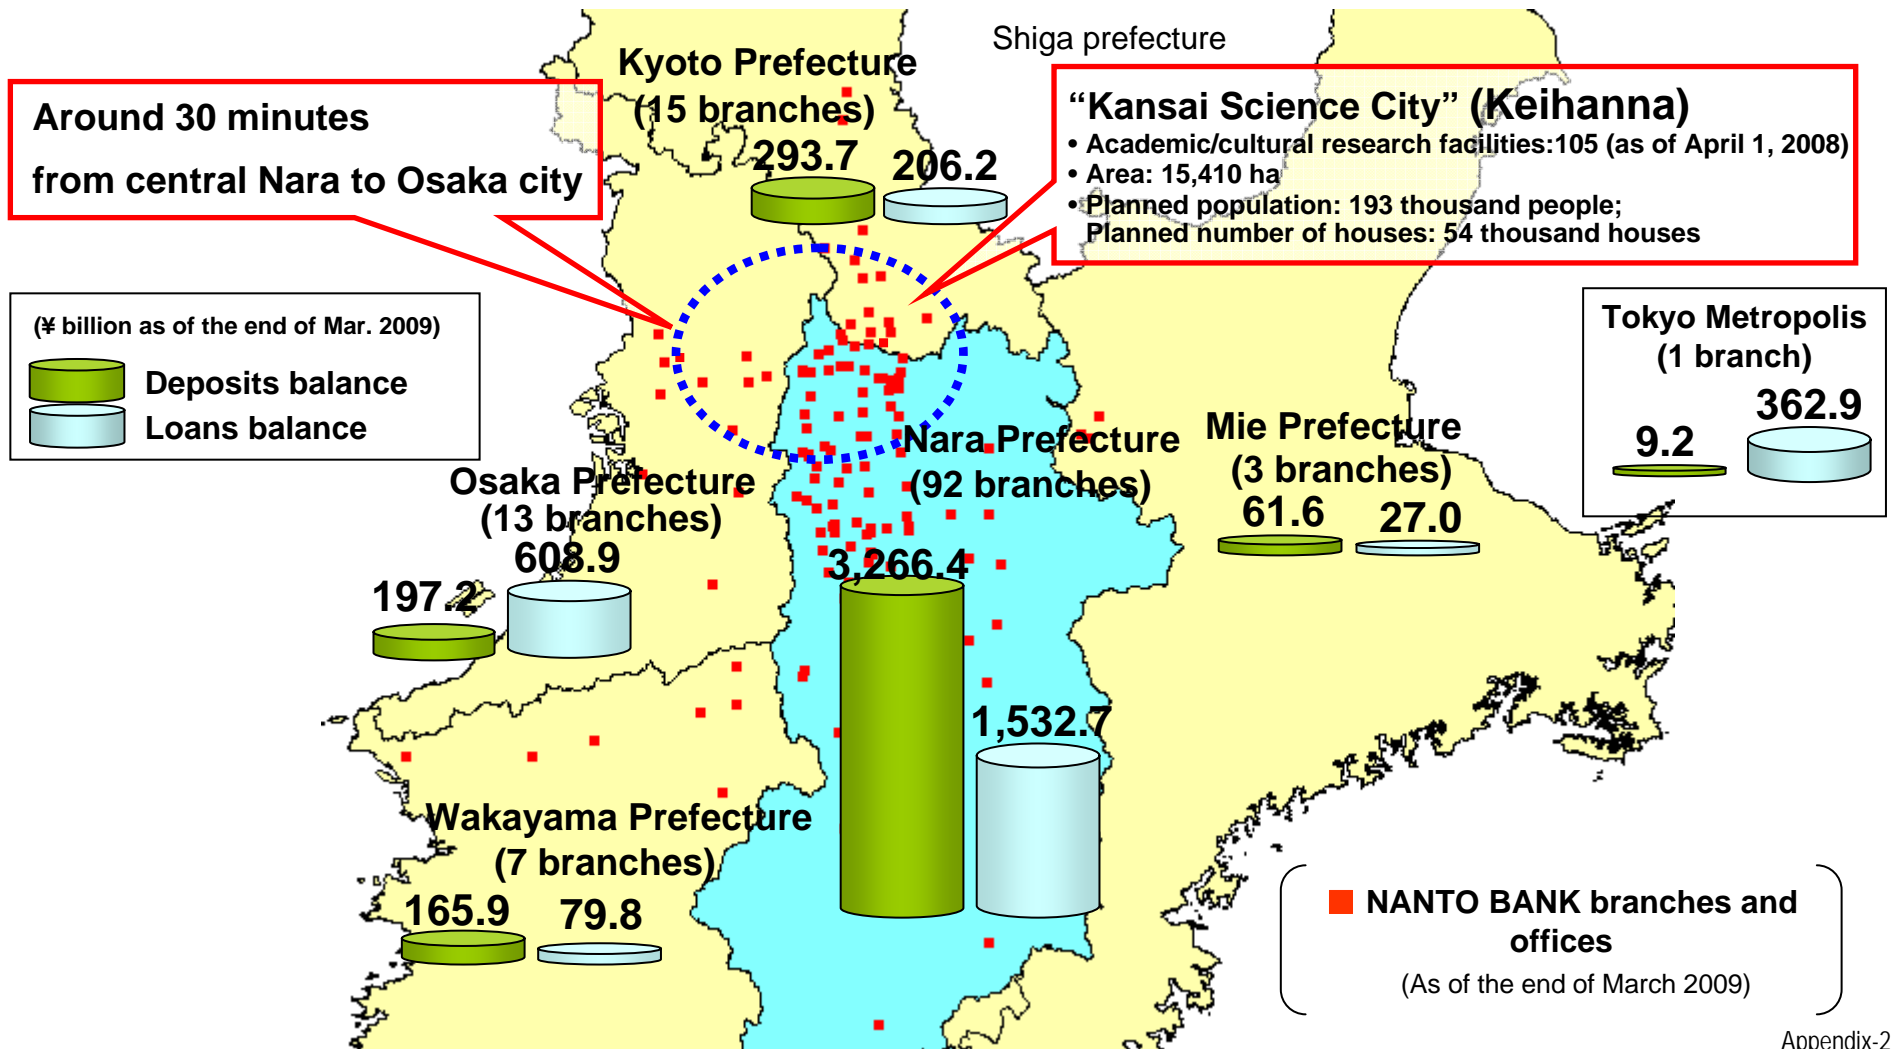 Shiga prefecture
Kyoto Prefecture
(15 branches)
293.7
206.2
Around 30 minutes
from central Nara to Osaka city
“Kansai Science City” (Keihanna)
• Academic/cultural research facilities:105 (as of April 1, 2008)
• Area: 15,410 ha
• Planned population: 193 thousand people;
Planned number of houses: 54 thousand houses
(¥ billion as of the end of Mar. 2009)
Deposits balance
Loans balance
Tokyo Metropolis
(1 branch)
9.2
362.9
Mie Prefecture
(3 branches)
61.6
27.0
Nara Prefecture
(92 branches)
3,266.4
1,532.7
Osaka Prefecture
(13 branches)
608.9
197.2
Wakayama Prefecture
(7 branches)
165.9
79.8
NANTO BANK branches and
offices
(As of the end of March 2009)
Appendix-2